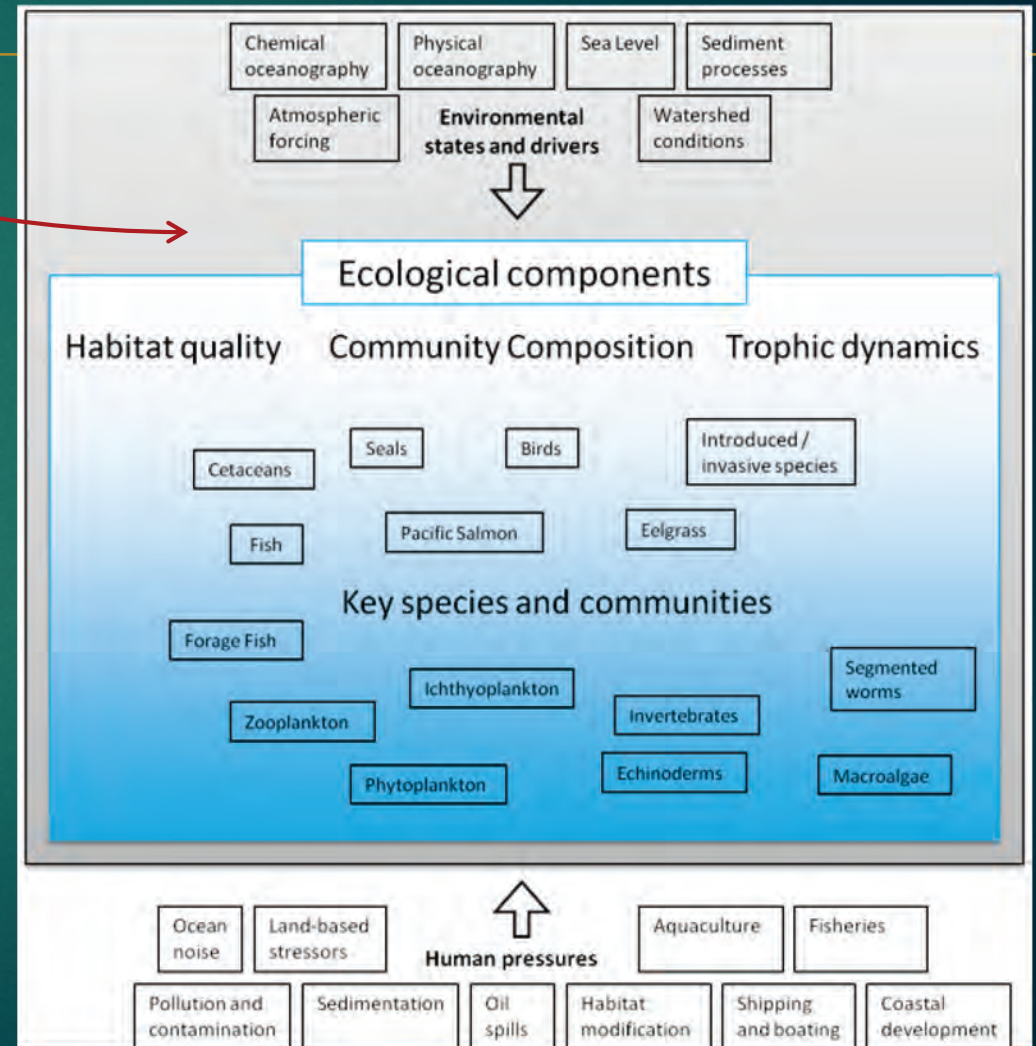 Chemical
oceanography
Physical
oceanography
Sea Level
Sediment
processes
Atmospheric
forcing
Environmental
states and drivers
Watershed
conditions
Ecological components
Habitat quality
Community Composition
Trophic dynamics
Cetaceans
Seals
Birds
Introduced /
invasive species
Fish
Pacific Salmon
Eelgrass
Key species and communities
Forage Fish
Ichthyoplankton
Segmented
worms
Zooplankton
Invertebrates
Phytoplankton
Echinoderms
Macroalgae
Ocean
noise
Land-based
stressors
Human pressures
Aquaculture
Fisheries
Pollution and
contamination
Sedimentation
Oil
spills
Habitat
modification
Shipping
and boating
Coastal
development